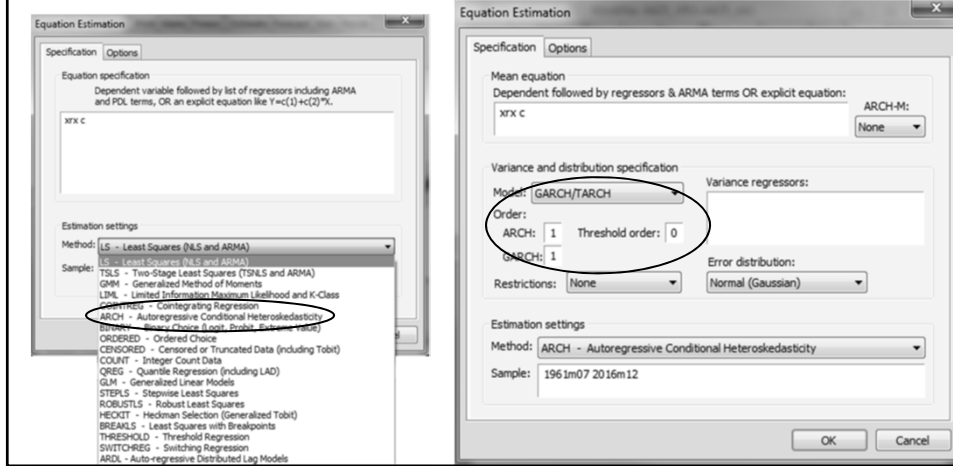 Equation Estimation
Specification Options
Equation specification
Dependent variable followed by list of regressors including ARMA
and PDL terms, OR an explicit equation like Y=c(1)+c(2)*X.
xrx c
Estimation settings
Method: LS - Least Squares (NLS and ARMA)
Sample:
LS - Least Squares (NLS and ARMA)
TSLS - Two-Stage Least Squares (TSNLS and ARMA)
GMM - Generalized Method of Moments
LIML - Limited Information Maximum Likelihood and K-Class
COINTREG - Cointegrating Regression
ARCH - Autoregressive Conditional Heteroskedasticity
BINARY - Binary Choice (Logit, Probit, Extreme Value)
ORDERED - Ordered Choice
CENSORED - Censored or Truncated Data (including Tobit)
COUNT - Integer Count Data
QREG - Quantile Regression (including LAD)
GLM - Generalized Linear Models
STEPLS - Stepwise Least Squares
ROBUSTLS - Robust Least Squares
HECKIT - Heckman Selection (Generalized Tobit)
BREAKLS - Least Squares with Breakpoints
THRESHOLD - Threshold Regression
SWITCHREG - Switching Regression
ARDL - Auto-regressive Distributed Lag Models
Equation Estimation
Specification Options
Mean equation
Dependent followed by regressors & ARMA terms OR explicit equation:
xrx c
ARCH-M:
None
Variance and distribution specification
Model: GARCH/TARCH
Variance regressors:
Order:
ARCH: 1 Threshold order: 0
GARCH: 1
Error distribution:
Restrictions: None
Normal (Gaussian)
Estimation settings
Method: ARCH - Autoregressive Conditional Heteroskedasticity
Sample: 1961m07 2016m12
OK Cancel